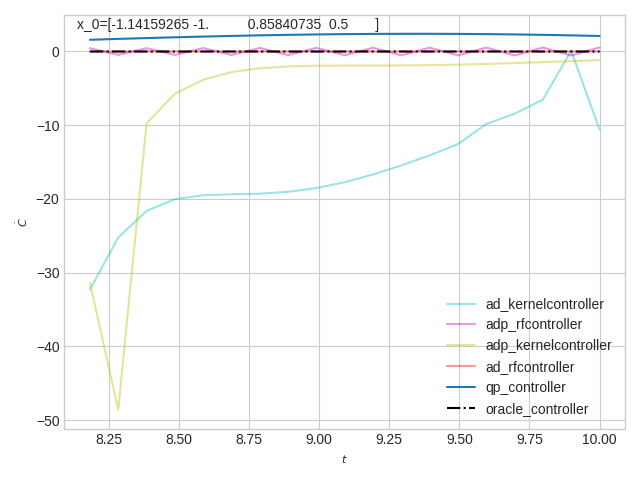 x_0=[-1.14159265 -1. 0.85840735 0.5 ]
0
−10
−20
−30
−40
−50
Ċ
ad_kernelcontroller
adp_rfcontroller
adp_kernelcontroller
ad_rfcontroller
qp_controller
oracle_controller
8.25 8.50 8.75 9.00 9.25 9.50 9.75 10.00
t